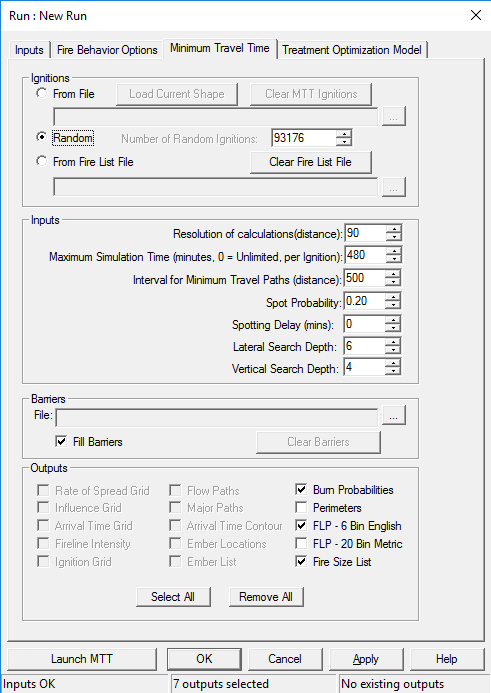 Run : New Run
Inputs Fire Behavior Options Minimum Travel Time Treatment Optimization Model
Ignitions
From File Load Current Shape Clear MTT Ignitions
...
Random Number of Random Ignitions: 93176
From Fire List File Clear Fire List File
...
Inputs
Resolution of calculations(distance): 90
Maximum Simulation Time (minutes, 0 = Unlimited, per Ignition): 480
Interval for Minimum Travel Paths (distance): 500
Spot Probability: 0.20
Spotting Delay (mins): 0
Lateral Search Depth: 6
Vertical Search Depth: 4
Barriers
File: ...
Fill Barriers Clear Barriers
Outputs
Rate of Spread Grid Flow Paths Burn Probabilities
Influence Grid Major Paths Perimeters
Arrival Time Grid Arrival Time Contour FLP - 6 Bin English
Fireline Intensity Ember Locations FLP - 20 Bin Metric
Ignition Grid Ember List Fire Size List
Select All Remove All
Launch MTT OK Cancel Apply Help
Inputs OK 7 outputs selected No existing outputs